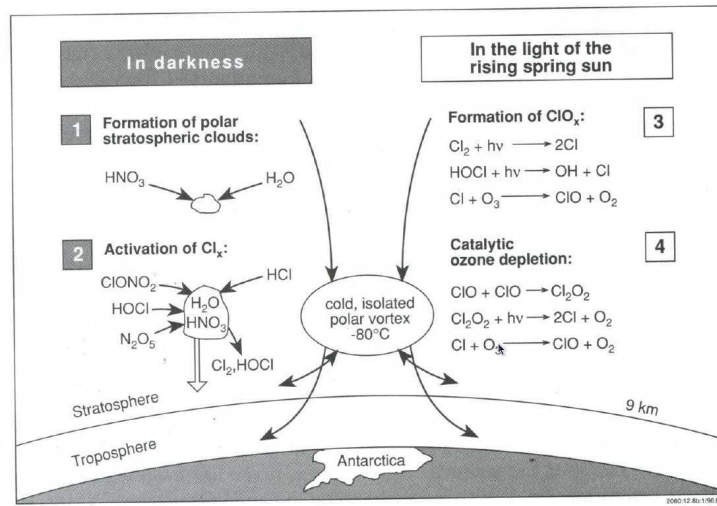 In darkness
In the light of the
rising spring sun
1
Formation of polar
stratospheric clouds:
HNO₃
H₂O
2
Activation of Clₓ:
ClONO₂
HCl
HOCl
H₂O
HNO₃
N₂O₅
Cl₂,HOCl
3
Formation of ClOₓ:
Cl₂ + hν → 2Cl
HOCl + hν → OH + Cl
Cl + O₃ → ClO + O₂
4
Catalytic
ozone depletion:
ClO + ClO → Cl₂O₂
Cl₂O₂ + hν → 2Cl + O₂
Cl + O₃ → ClO + O₂
cold, isolated
polar vortex
-80°C
Stratosphere
9 km
Troposphere
Antarctica